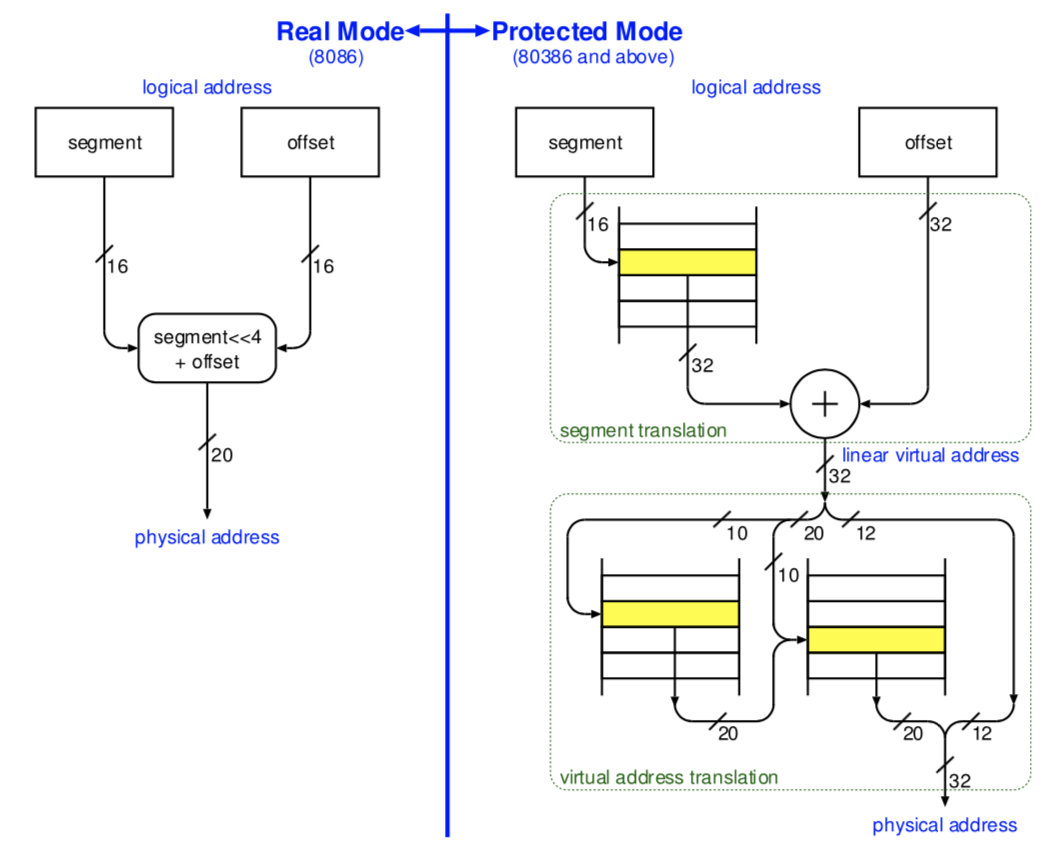 Real Mode
(8086)
Protected Mode
(80386 and above)
logical address
segment
offset
16
16
segment<<4
+ offset
20
physical address
logical address
segment
offset
16
32
32
+
segment translation
linear virtual address
32
10
20
12
10
20
20
12
virtual address translation
32
physical address